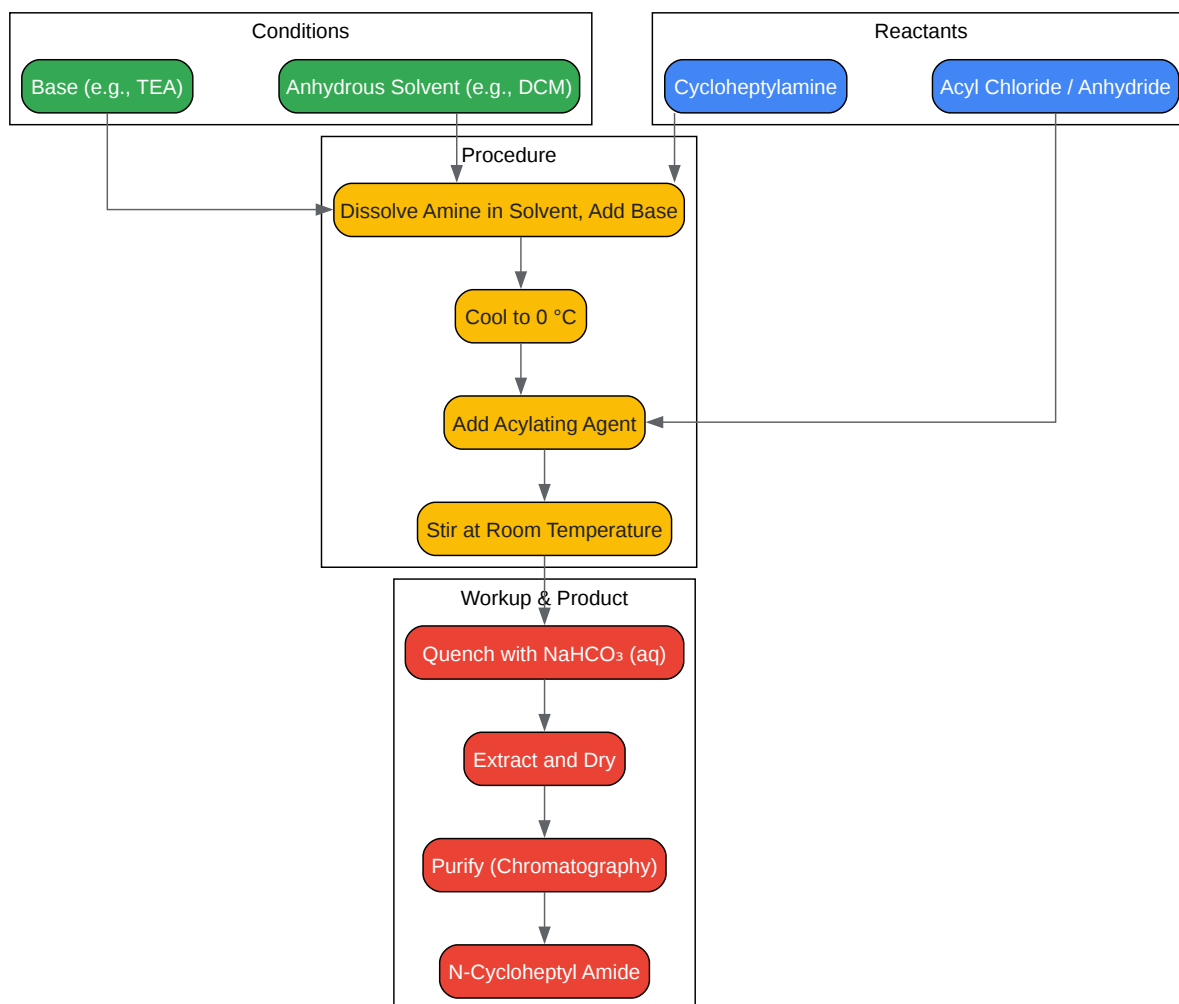 Conditions
Reactants
Base (e.g., TEA)
Anhydrous Solvent (e.g., DCM)
Cycloheptylamine
Acyl Chloride / Anhydride
Procedure
Dissolve Amine in Solvent, Add Base
Cool to 0 °C
Add Acylating Agent
Stir at Room Temperature
Workup & Product
Quench with NaHCO₃ (aq)
Extract and Dry
Purify (Chromatography)
N-Cycloheptyl Amide